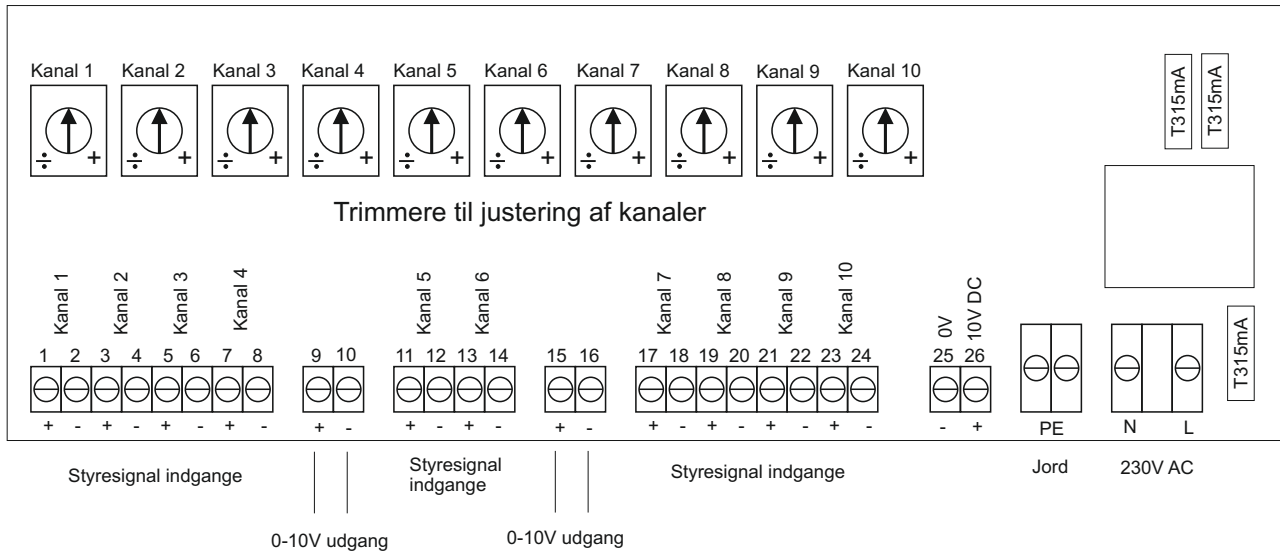 Kanal 1 Kanal 2 Kanal 3 Kanal 4 Kanal 5 Kanal 6 Kanal 7 Kanal 8 Kanal 9 Kanal 10
T315mA
T315mA
÷ + ÷ + ÷ + ÷ + ÷ + ÷ + ÷ + ÷ + ÷ + ÷ +
Trimmere til justering af kanaler
Kanal 1
Kanal 2
Kanal 3
Kanal 4
Kanal 5
Kanal 6
Kanal 7
Kanal 8
Kanal 9
Kanal 10
0V
10V DC
T315mA
1 2 3 4 5 6 7 8 9 10 11 12 13 14 15 16 17 18 19 20 21 22 23 24 25 26
+ - + - + - + - + - + - + - + - + - + - + - + - - + PE N L
Styresignal indgange
Styresignal
indgange
Styresignal indgange
Jord
230V AC
0-10V udgang
0-10V udgang